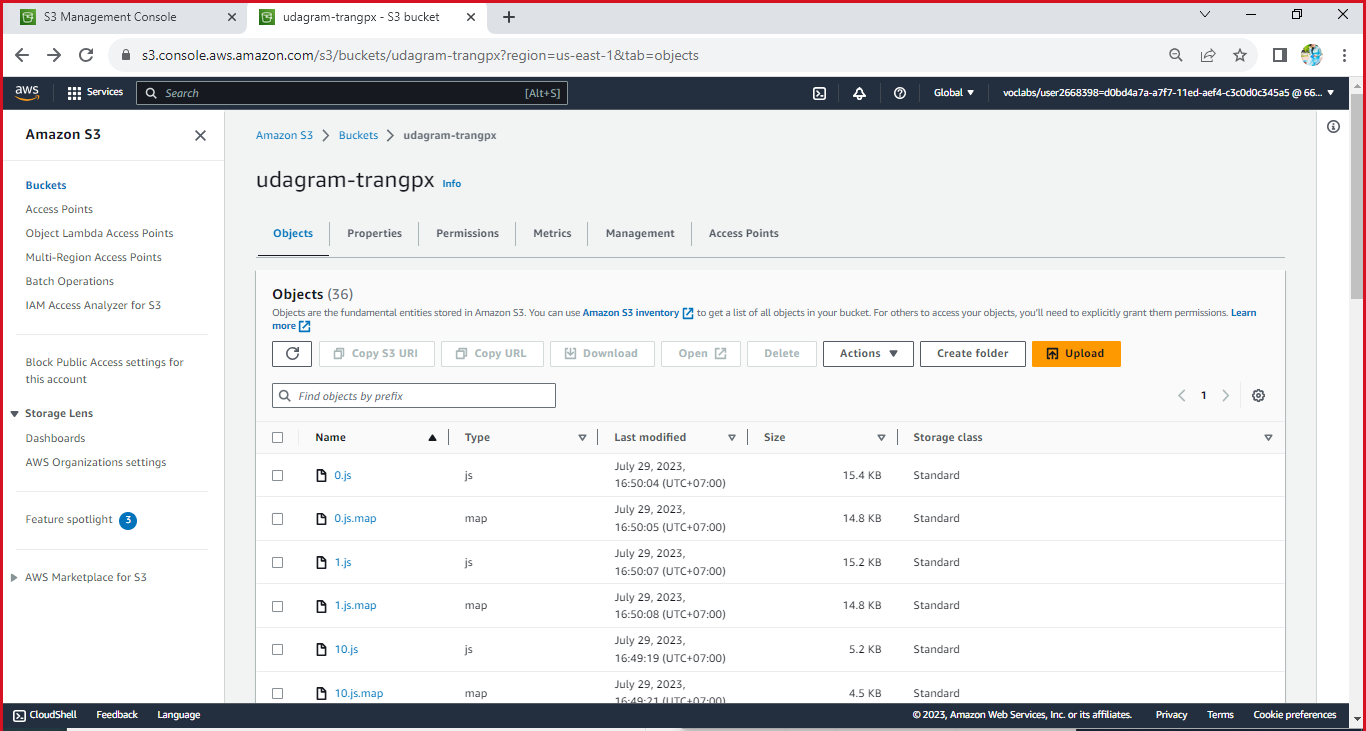 S3 Management Console
udagram-trangpx - S3 bucket
s3.console.aws.amazon.com/s3/buckets/udagram-trangpx?region=us-east-1&tab=objects
aws
Services
Search
[Alt+S]
Global
voclabs/user2668398=d0bd4a7a-a7f7-11ed-aef4-c3c0d0c345a5 @ 66...
Amazon S3
Buckets
Access Points
Object Lambda Access Points
Multi-Region Access Points
Batch Operations
IAM Access Analyzer for S3
Block Public Access settings for
this account
Storage Lens
Dashboards
AWS Organizations settings
Feature spotlight 3
AWS Marketplace for S3
Amazon S3 Buckets udagram-trangpx
udagram-trangpx Info
Objects Properties Permissions Metrics Management Access Points
Objects (36)
Objects are the fundamental entities stored in Amazon S3. You can use Amazon S3 inventory to get a list of all objects in your bucket. For others to access your objects, you'll need to explicitly grant them permissions. Learn
more
Copy S3 URI Copy URL Download Open Delete Actions Create folder Upload
Find objects by prefix
1
Name Type Last modified Size Storage class
0.js js July 29, 2023, 15.4 KB Standard
16:50:04 (UTC+07:00)
0.js.map map July 29, 2023, 14.8 KB Standard
16:50:05 (UTC+07:00)
1.js js July 29, 2023, 15.2 KB Standard
16:50:07 (UTC+07:00)
1.js.map map July 29, 2023, 14.8 KB Standard
16:50:08 (UTC+07:00)
10.js js July 29, 2023, 5.2 KB Standard
16:49:19 (UTC+07:00)
10.js.map map July 29, 2023, 4.5 KB Standard
16:49:21 (UTC+07:00)
CloudShell Feedback Language
© 2023, Amazon Web Services, Inc. or its affiliates. Privacy Terms Cookie preferences